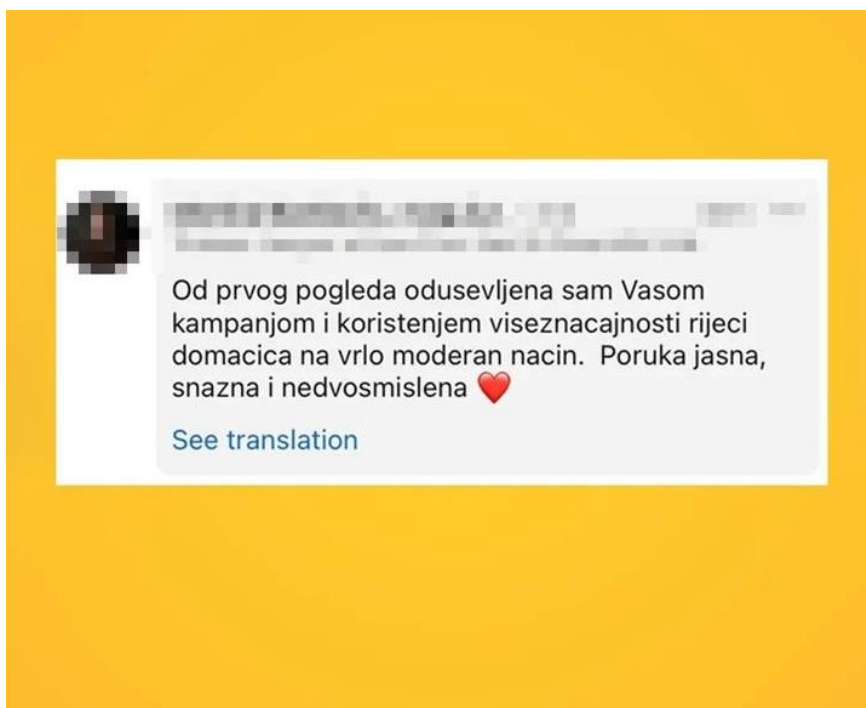 Od prvog pogleda odusevljena sam Vasom
kampanjom i koristenjem viseznacajnosti rijeci
domacica na vrlo moderan nacin.  Poruka jasna,
snazna i nedvosmislena ❤️
See translation